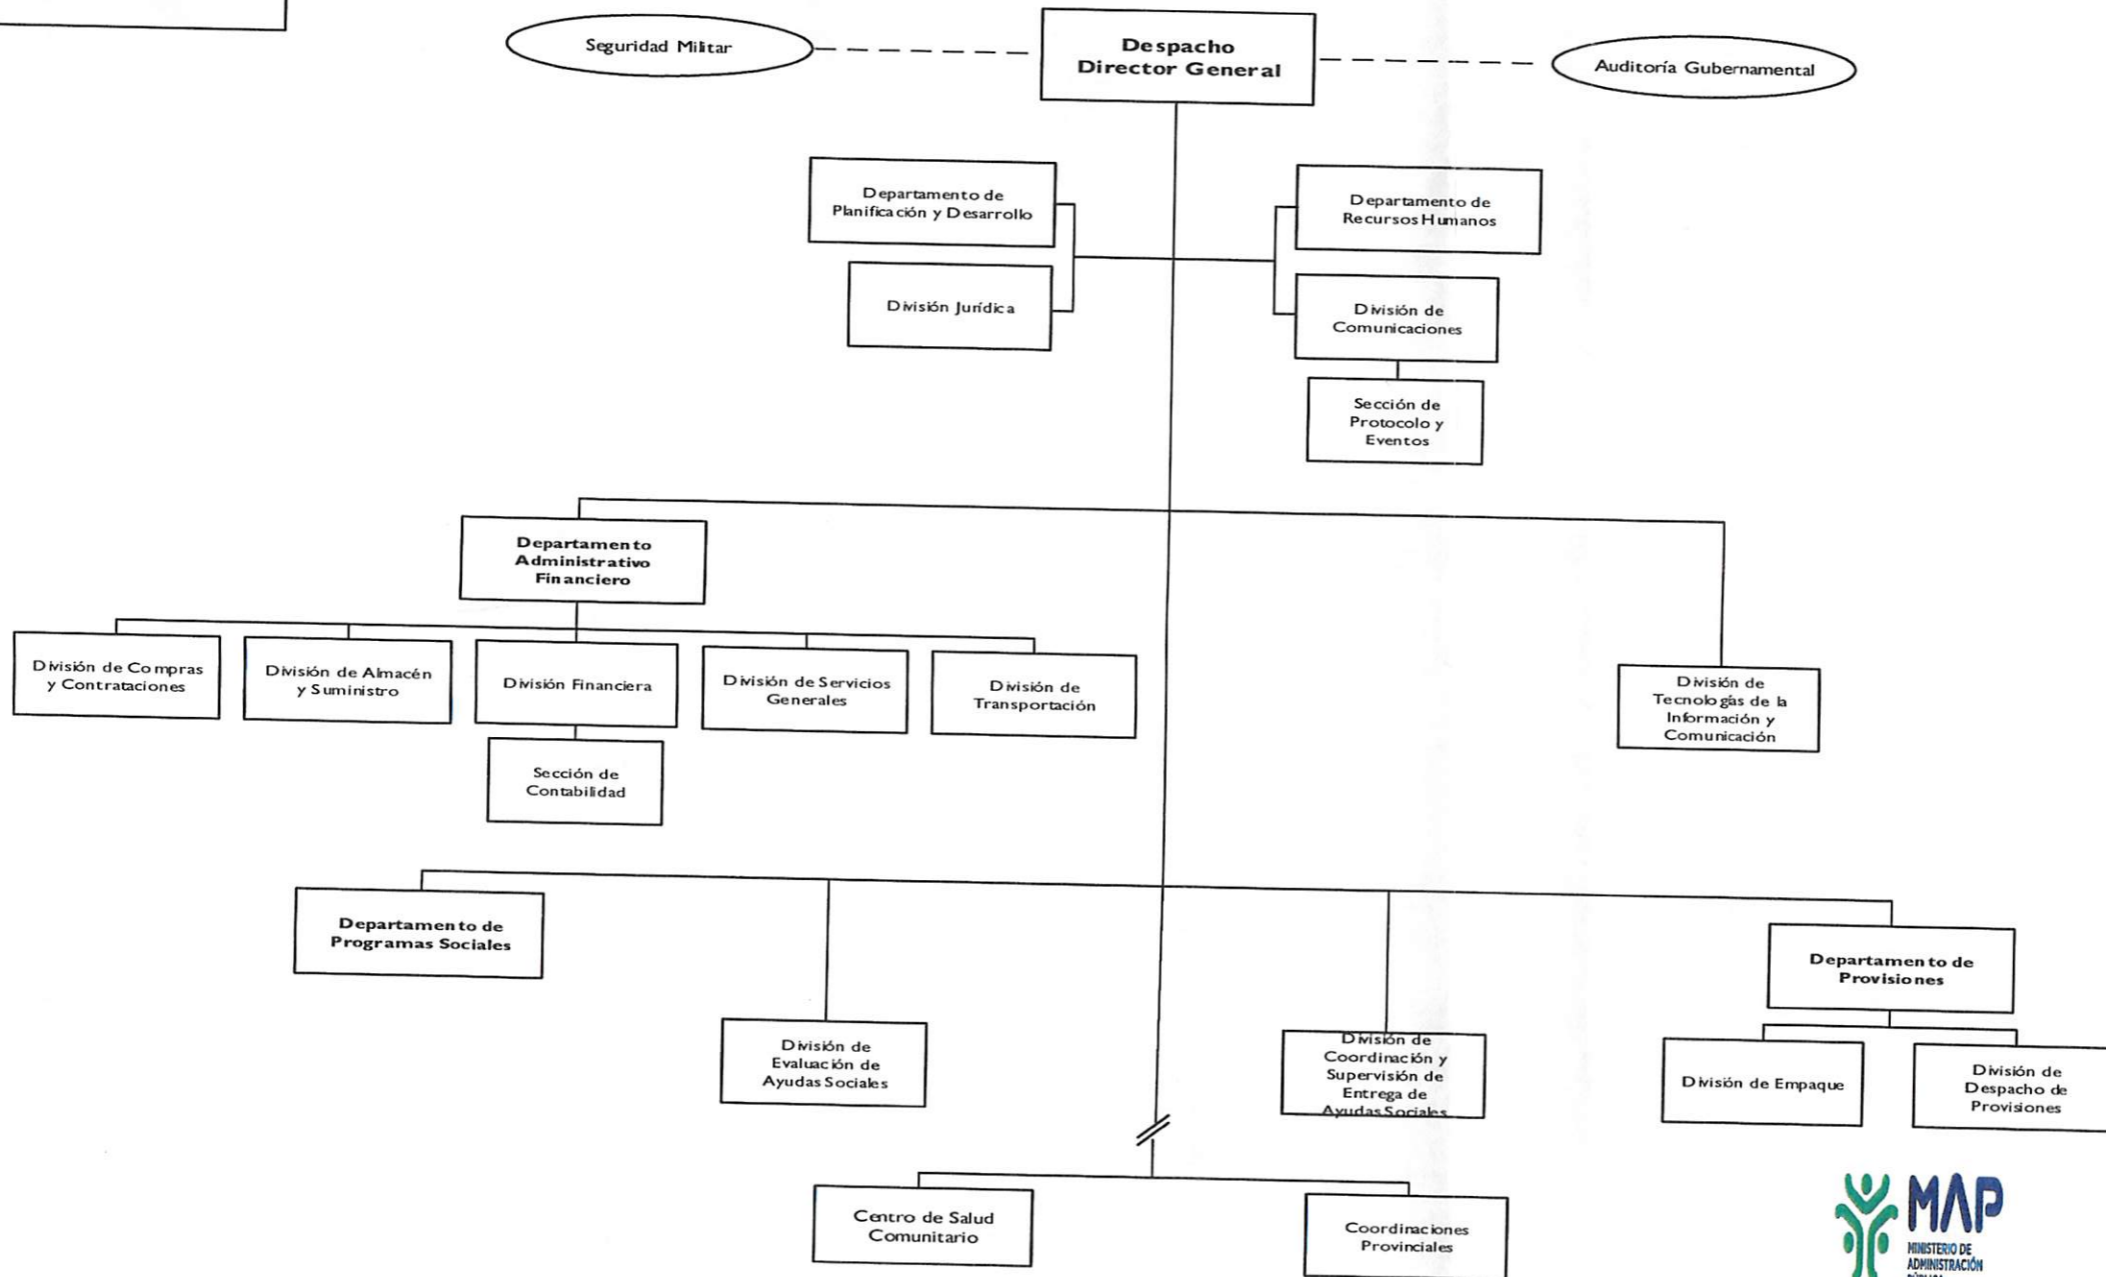 Seguridad Militar
Despacho
Director General
Auditoría Gubernamental
Departamento de
Planificación y Desarrollo
Departamento de
Recursos Humanos
División Jurídica
División de
Comunicaciones
Sección de
Protocolo y
Eventos
Departamento
Administrativo
Financiero
División de Compras
y Contrataciones
División de Almacén
y Suministro
División Financiera
División de Servicios
Generales
División de
Transportación
División de
Tecnologías de la
Información y
Comunicación
Sección de
Contabilidad
Departamento de
Programas Sociales
Departamento de
Provisiones
División de
Evaluación de
Ayudas Sociales
División de
Coordinación y
Supervisión de
Entrega de
Ayudas Sociales
División de Empaque
División de
Despacho de
Provisiones
Centro de Salud
Comunitario
Coordinaciones
Provinciales
MAP
MINISTERIO DE
ADMINISTRACIÓN
PÚBLICA